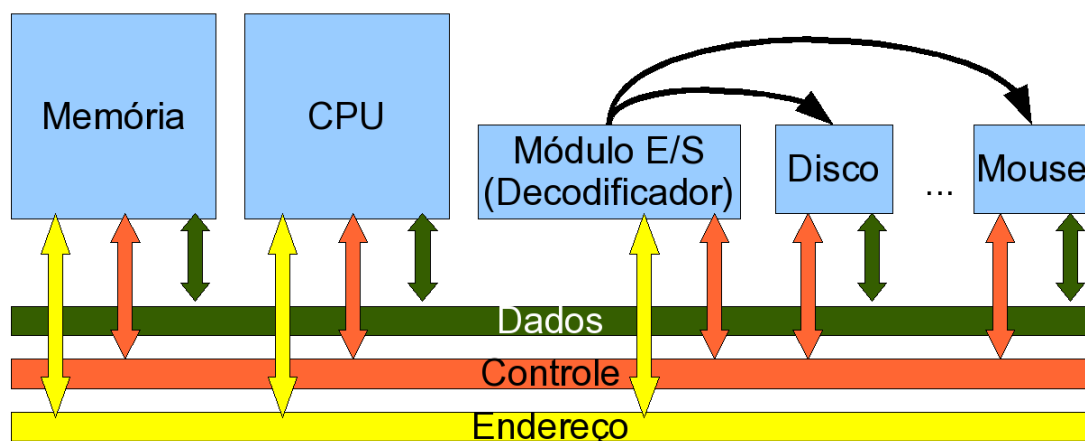 Memória
CPU
Módulo E/S
(Decodificador)
Disco
...
Mouse
Dados
Controle
Endereço